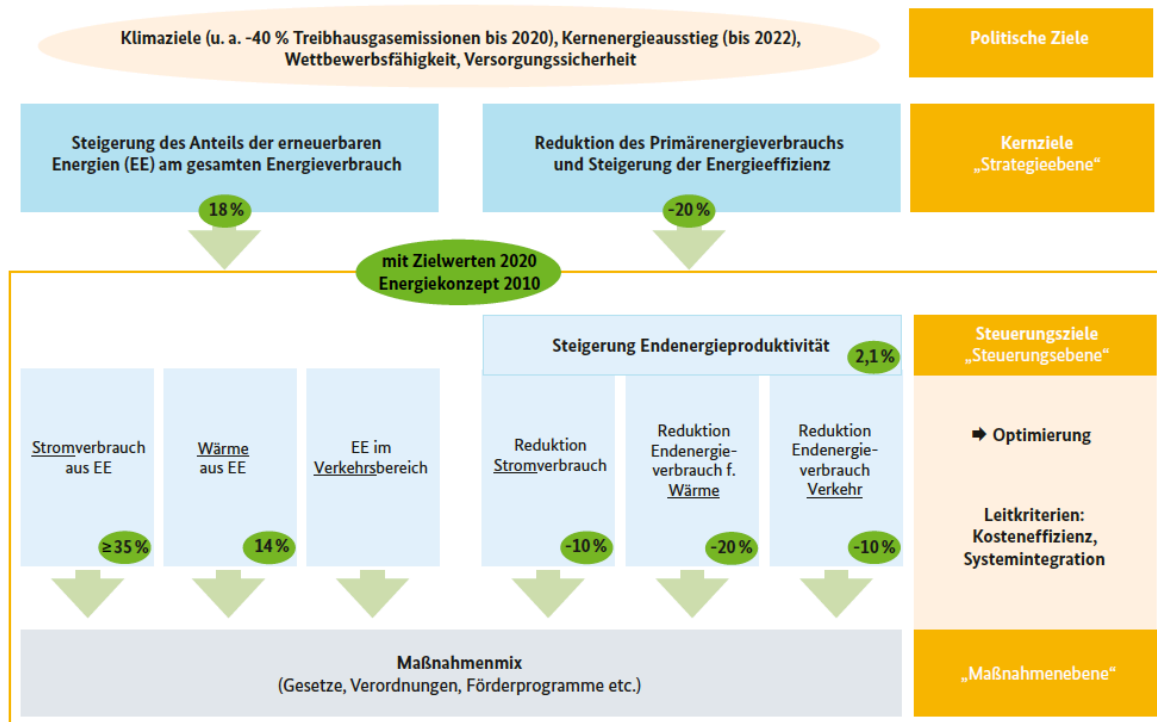 Klimaziele (u. a. -40 % Treibhausgasemissionen bis 2020), Kernenergieausstieg (bis 2022),
Wettbewerbsfähigkeit, Versorgungssicherheit
Politische Ziele
Steigerung des Anteils der erneuerbaren
Energien (EE) am gesamten Energieverbrauch
18 %
Reduktion des Primärenergieverbrauchs
und Steigerung der Energieeffizienz
-20 %
Kernziele
„Strategieebene“
mit Zielwerten 2020
Energiekonzept 2010
Steigerung Endenergieproduktivität
2,1 %
Steuerungsziele
„Steuerungsebene“
Stromverbrauch
aus EE
≥35 %
Wärme
aus EE
14 %
EE im
Verkehrsbereich
Reduktion
Stromverbrauch
-10 %
Reduktion
Endenergie-
verbrauch f.
Wärme
-20 %
Reduktion
Endenergie-
verbrauch
Verkehr
-10 %
➡ Optimierung
Leitkriterien:
Kosteneffizienz,
Systemintegration
Maßnahmenmix
(Gesetze, Verordnungen, Förderprogramme etc.)
„Maßnahmenebene“